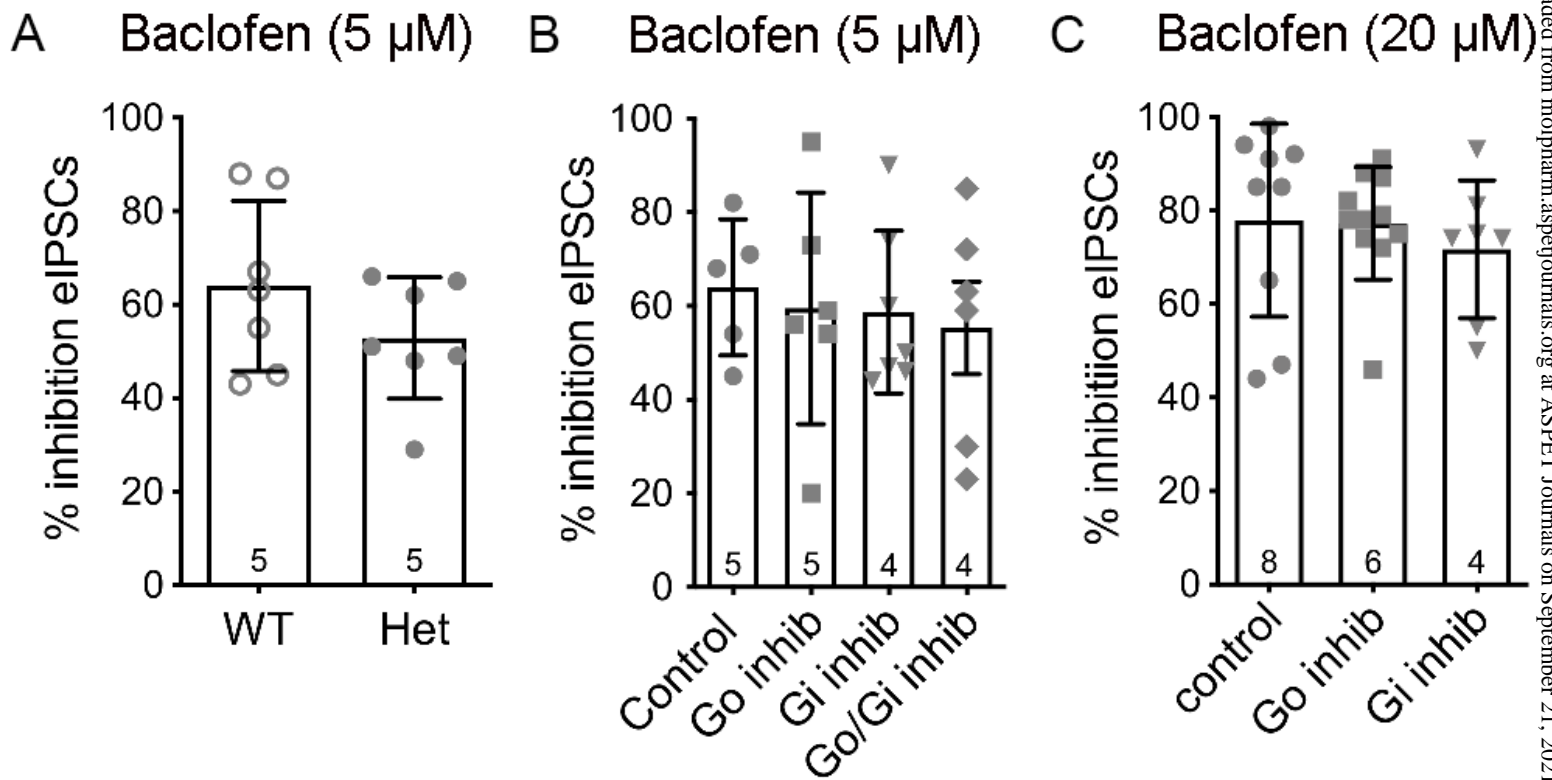 A Baclofen (5 µM)
% inhibition eIPSCs
100
80
60
40
20
0
5 5
WT Het
B Baclofen (5 µM)
% inhibition eIPSCs
100
80
60
40
20
0
5 5 4 4
Control Go inhib Gi inhib Go/Gi inhib
C Baclofen (20 µM)
% inhibitiion eIPSCs
100
80
60
40
20
0
8 6 4
control Go inhib Gi inhib
from molpharm.aspetjournals.org at ASPET Journals on September 21,